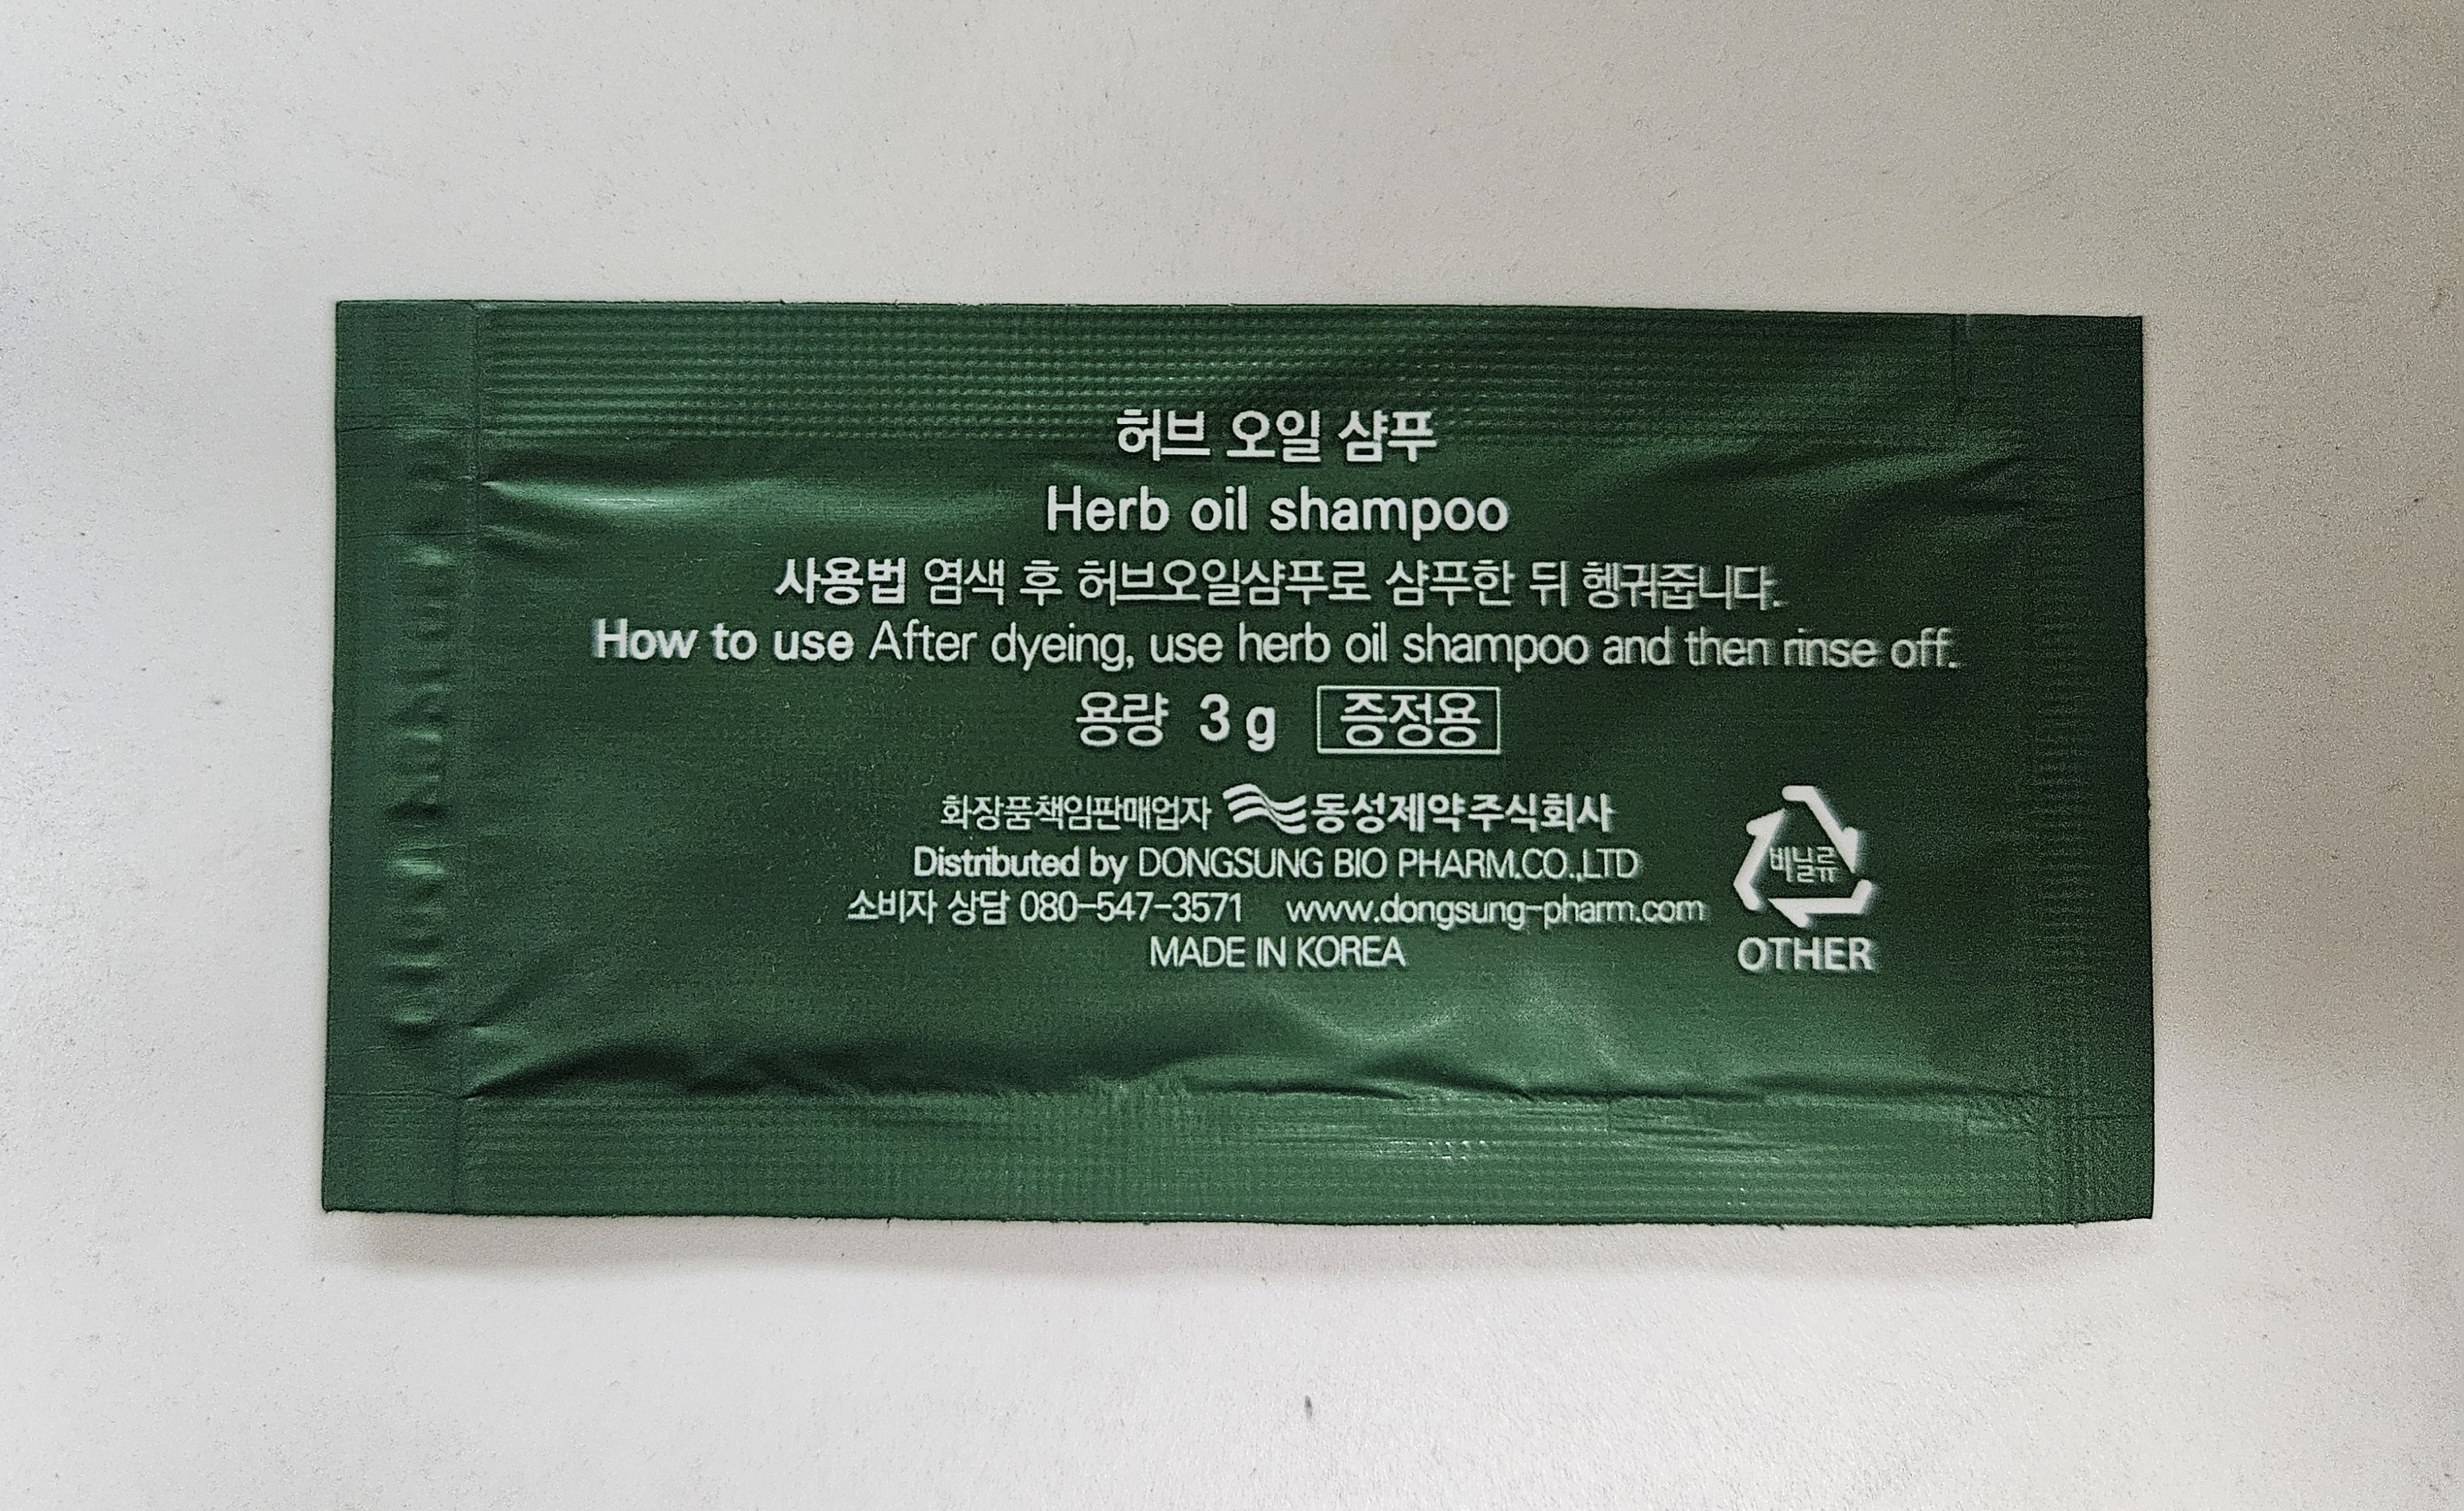 허브 오일 샴푸
Herb oil shampoo
사용법 염색 후 허브오일샴푸로 샴푸한 뒤 헹궈줍니다.
How to use After dyeing, use herb oil shampoo and then rinse off.
용량 3 g 증정용
화장품책임판매업자 동성제약주식회사
Distributed by DONGSUNG BIO PHARM.CO.,LTD
소비자 상담 080-547-3571 www.dongsung-pharm.com
MADE IN KOREA
비닐류
OTHER